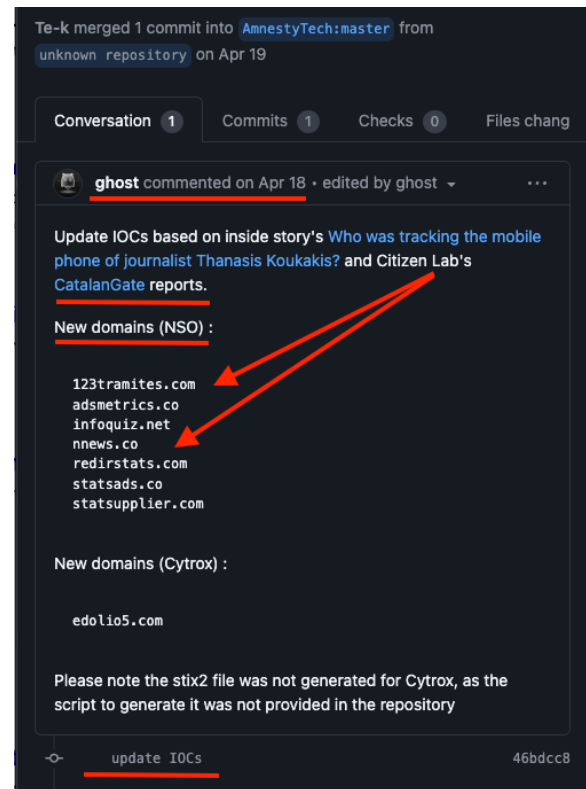 Te-k merged 1 commit into AmnestyTech:master from
unknown repository on Apr 19
Conversation 1 Commits 1 Checks 0 Files chang
ghost commented on Apr 18 • edited by ghost
Update IOCs based on inside story's Who was tracking the mobile
phone of journalist Thanasis Koukakis? and Citizen Lab's
CatalanGate reports.
New domains (NSO) :
123tramites.com
adsmetrics.co
infoquiz.net
nnews.co
redirstats.com
statsads.co
statsupplier.com
New domains (Cytrox) :
edolio5.com
Please note the stix2 file was not generated for Cytrox, as the
script to generate it was not provided in the repository
update IOCs 46bdcc8